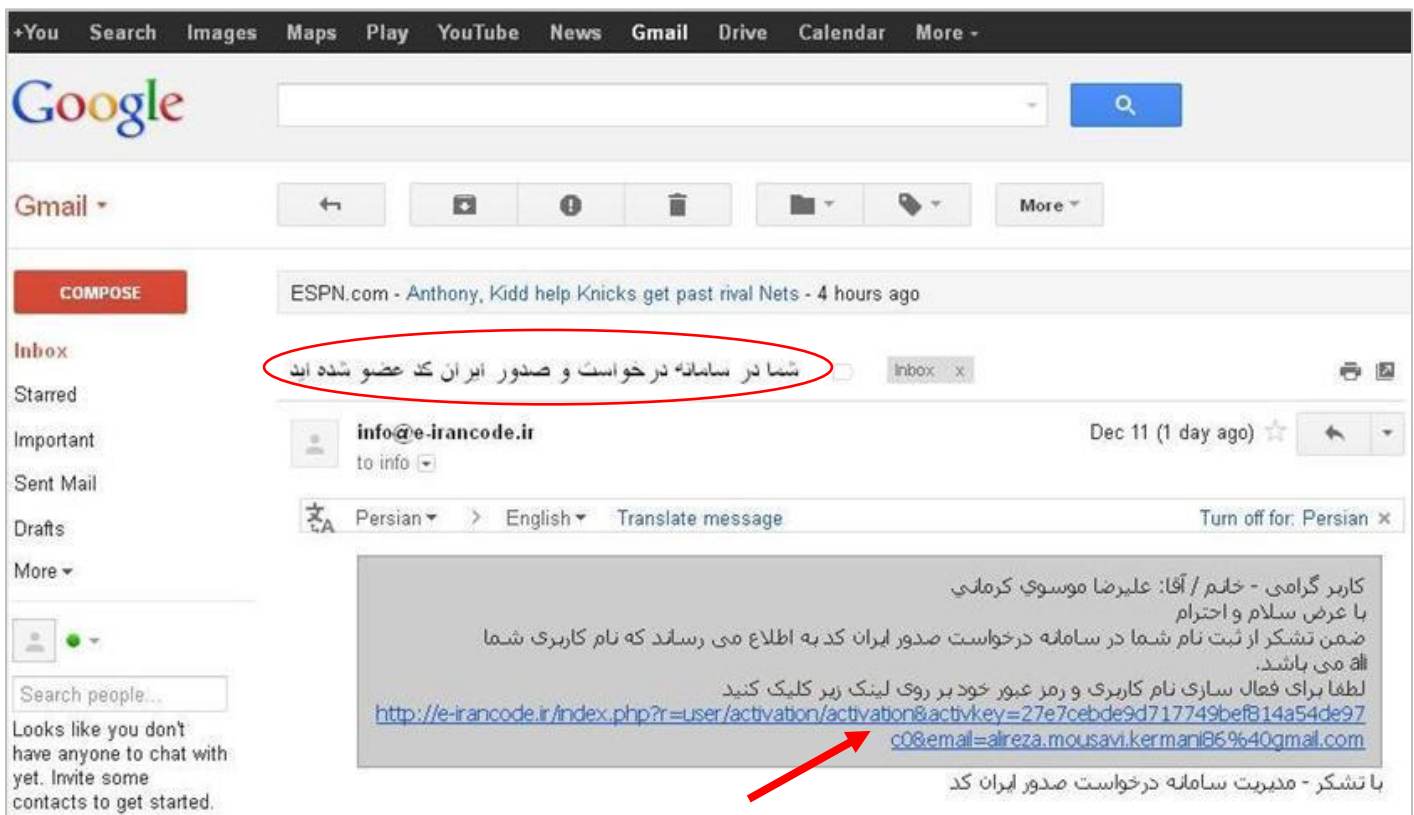 +You Search Images Maps Play YouTube News Gmail Drive Calendar More
Google
Gmail
More
COMPOSE
ESPN.com - Anthony, Kidd help Knicks get past rival Nets - 4 hours ago
Inbox
شما در سامانه درخواست و صدور ایران کد عضو شده اید
Inbox x
Starred
Important
info@e-irancode.ir
Dec 11 (1 day ago)
to info
Sent Mail
Drafts
Persian > English Translate message
Turn off for: Persian x
More
کاربر گرامی - خانم / آقا: علیرضا موسوي کرماني
با عرض سلام و احترام
ضمن تشکر از ثبت نام شما در سامانه درخواست صدور ایران کد به اطلاع می رساند که نام کاربری شما
ali می باشد.
لطفا برای فعال سازی نام کاربری و رمز عبور خود بر روی لینک زیر کلیک کنید
http://e-irancode.ir/index.php?r=user/activation/activation&activkey=27e7cebde9d717749bef814a54de97
c0&email=alireza.mousavi.kermani86%40gmail.com
با تشکر - مدیریت سامانه درخواست صدور ایران کد
Search people...
Looks like you don't
have anyone to chat with
yet. Invite some
contacts to get started.